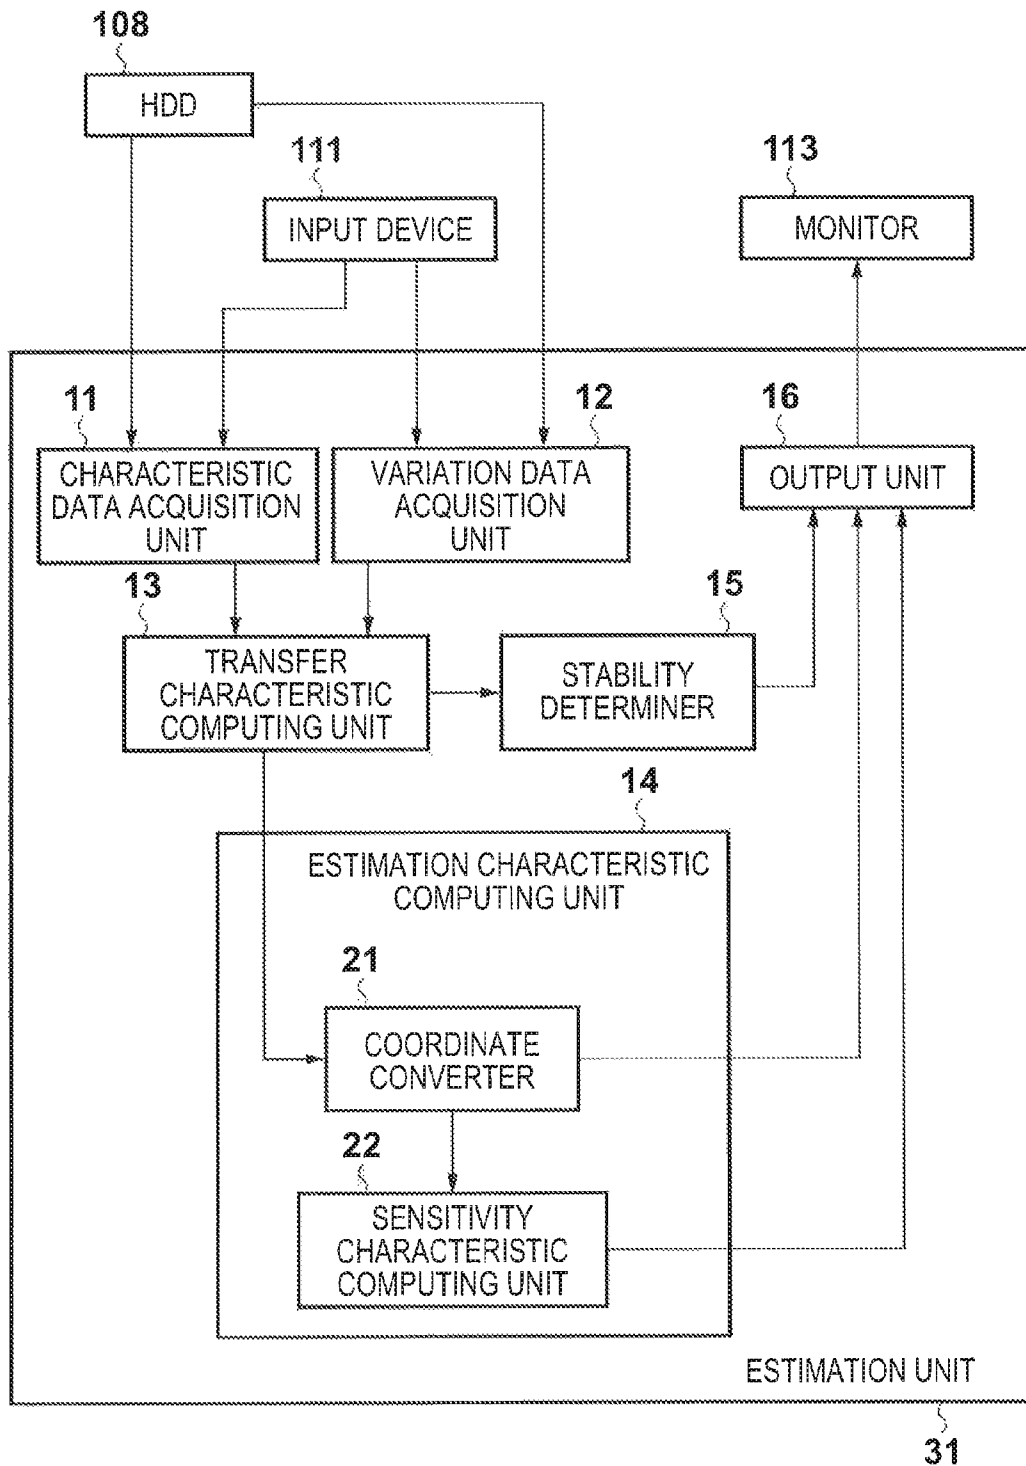 108
HDD
111
INPUT DEVICE
113
MONITOR
11
CHARACTERISTIC
DATA ACQUISITION
UNIT
12
VARIATION DATA
ACQUISITION
UNIT
16
OUTPUT UNIT
13
TRANSFER
CHARACTERISTIC
COMPUTING UNIT
15
STABILITY
DETERMINER
14
ESTIMATION CHARACTERISTIC
COMPUTING UNIT
21
COORDINATE
CONVERTER
22
SENSITIVITY
CHARACTERISTIC
COMPUTING UNIT
ESTIMATION UNIT
31